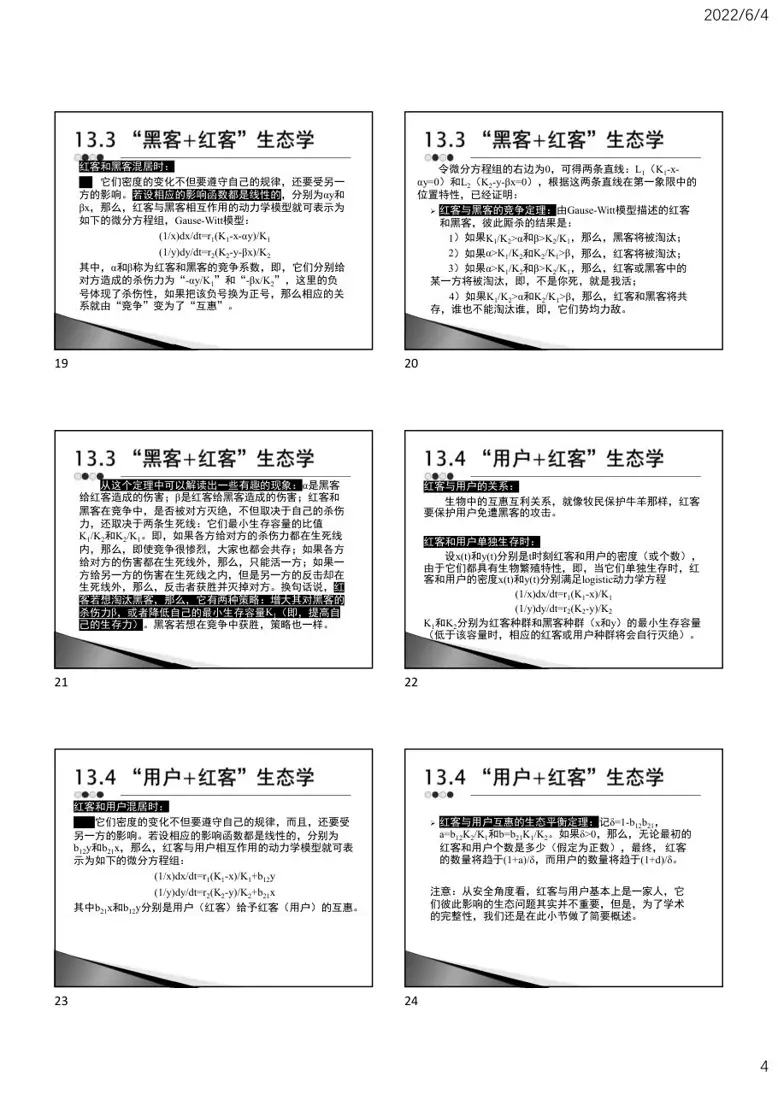 2022/6/4
13.3 “黑客+红客”生态学
红客和黑客混居时：
它们密度的变化不但要遵守自己的规律，还要受另一
方的影响。若设相应的影响函数都是线性的，分别为αy和
βx，那么，红客与黑客相互作用的动力学模型就可表示为
如下的微分方程组，Gause-Witt模型：
(1/x)dx/dt=r₁(K₁-x-αy)/K₁
(1/y)dy/dt=r₂(K₂-y-βx)/K₂
其中，α和β称为红客和黑客的竞争系数，即，它们分别给
对方造成的杀伤力为“-αy/K₁”和“-βx/K₂”，这里的负
号体现了杀伤性，如果把该负号换为正号，那么相应的关
系就由“竞争”变为了“互惠”。
19
13.3 “黑客+红客”生态学
令微分方程组的右边为0，可得两条直线：L₁（K₁-x-
αy=0）和L₂（K₂-y-βx=0），根据这两条直线在第一象限中的
位置特性，已经证明：
➢ 红客与黑客的竞争定理：由Gause-Witt模型描述的红客
和黑客，彼此厮杀的结果是：
1）如果K₁/K₂>α和β>K₂/K₁，那么，黑客将被淘汰；
2）如果α>K₁/K₂和K₂/K₁>β，那么，红客将被淘汰；
3）如果α>K₁/K₂和β>K₂/K₁，那么，红客或黑客中的
某一方将被淘汰，即，不是你死，就是我活；
4）如果K₁/K₂>α和K₂/K₁>β，那么，红客和黑客将共
存，谁也不能淘汰谁，即，它们势均力敌。
20
13.3 “黑客+红客”生态学
从这个定理中可以解读出一些有趣的现象：α是黑客
给红客造成的伤害；β是红客给黑客造成的伤害；红客和
黑客在竞争中，是否被对方灭绝，不但取决于自己的杀伤
力，还取决于两条生死线：它们最小生存容量的比值
K₁/K₂和K₂/K₁。即，如果各方给对方的杀伤力都在生死线
内，那么，即使竞争很惨烈，大家也都会共存；如果各方
给对方的伤害都在生死线外，那么，只能活一方；如果一
方给另一方的伤害在生死线之内，但是另一方的反击却在
生死线外，那么，反击者获胜并灭掉对方。换句话说，红
客若想淘汰黑客，那么，它有两种策略：增大其对黑客的
杀伤力β，或者降低自己的最小生存容量K₁（即，提高自
己的生存力）。黑客若想在竞争中获胜，策略也一样。
21
13.4 “用户+红客”生态学
红客与用户的关系：
生物中的互惠互利关系，就像牧民保护牛羊那样，红客
要保护用户免遭黑客的攻击。
红客和用户单独生存时：
设x(t)和y(t)分别是t时刻红客和用户的密度（或个数），
由于它们都具有生物繁殖特性，即，当它们单独生存时，红
客和用户的密度x(t)和y(t)分别满足logistic动力学方程
(1/x)dx/dt=r₁(K₁-x)/K₁
(1/y)dy/dt=r₂(K₂-y)/K₂
K₁和K₂分别为红客种群和黑客种群（x和y）的最小生存容量
（低于该容量时，相应的红客或用户种群将会自行灭绝）。
22
13.4 “用户+红客”生态学
红客和用户混居时：
它们密度的变化不但要遵守自己的规律，而且，还要受
另一方的影响。若设相应的影响函数都是线性的，分别为
b₁₂y和b₂₁x，那么，红客与用户相互作用的动力学模型就可表
示为如下的微分方程组：
(1/x)dx/dt=r₁(K₁-x)/K₁+b₁₂y
(1/y)dy/dt=r₂(K₂-y)/K₂+b₂₁x
其中b₂₁x和b₁₂y分别是用户（红客）给予红客（用户）的互惠。
23
13.4 “用户+红客”生态学
➢ 红客与用户互惠的生态平衡定理：记δ=1-b₁₂b₂₁，
a=b₁₂K₂/K₁和b=b₂₁K₁/K₂。如果δ>0，那么，无论最初的
红客和用户个数是多少（假定为正数），最终， 红客
的数量将趋于(1+a)/δ，而用户的数量将趋于(1+d)/δ。
注意：从安全角度看，红客与用户基本上是一家人，它
们彼此影响的生态问题其实并不重要，但是，为了学术
的完整性，我们还是在此小节做了简要概述。
24
4